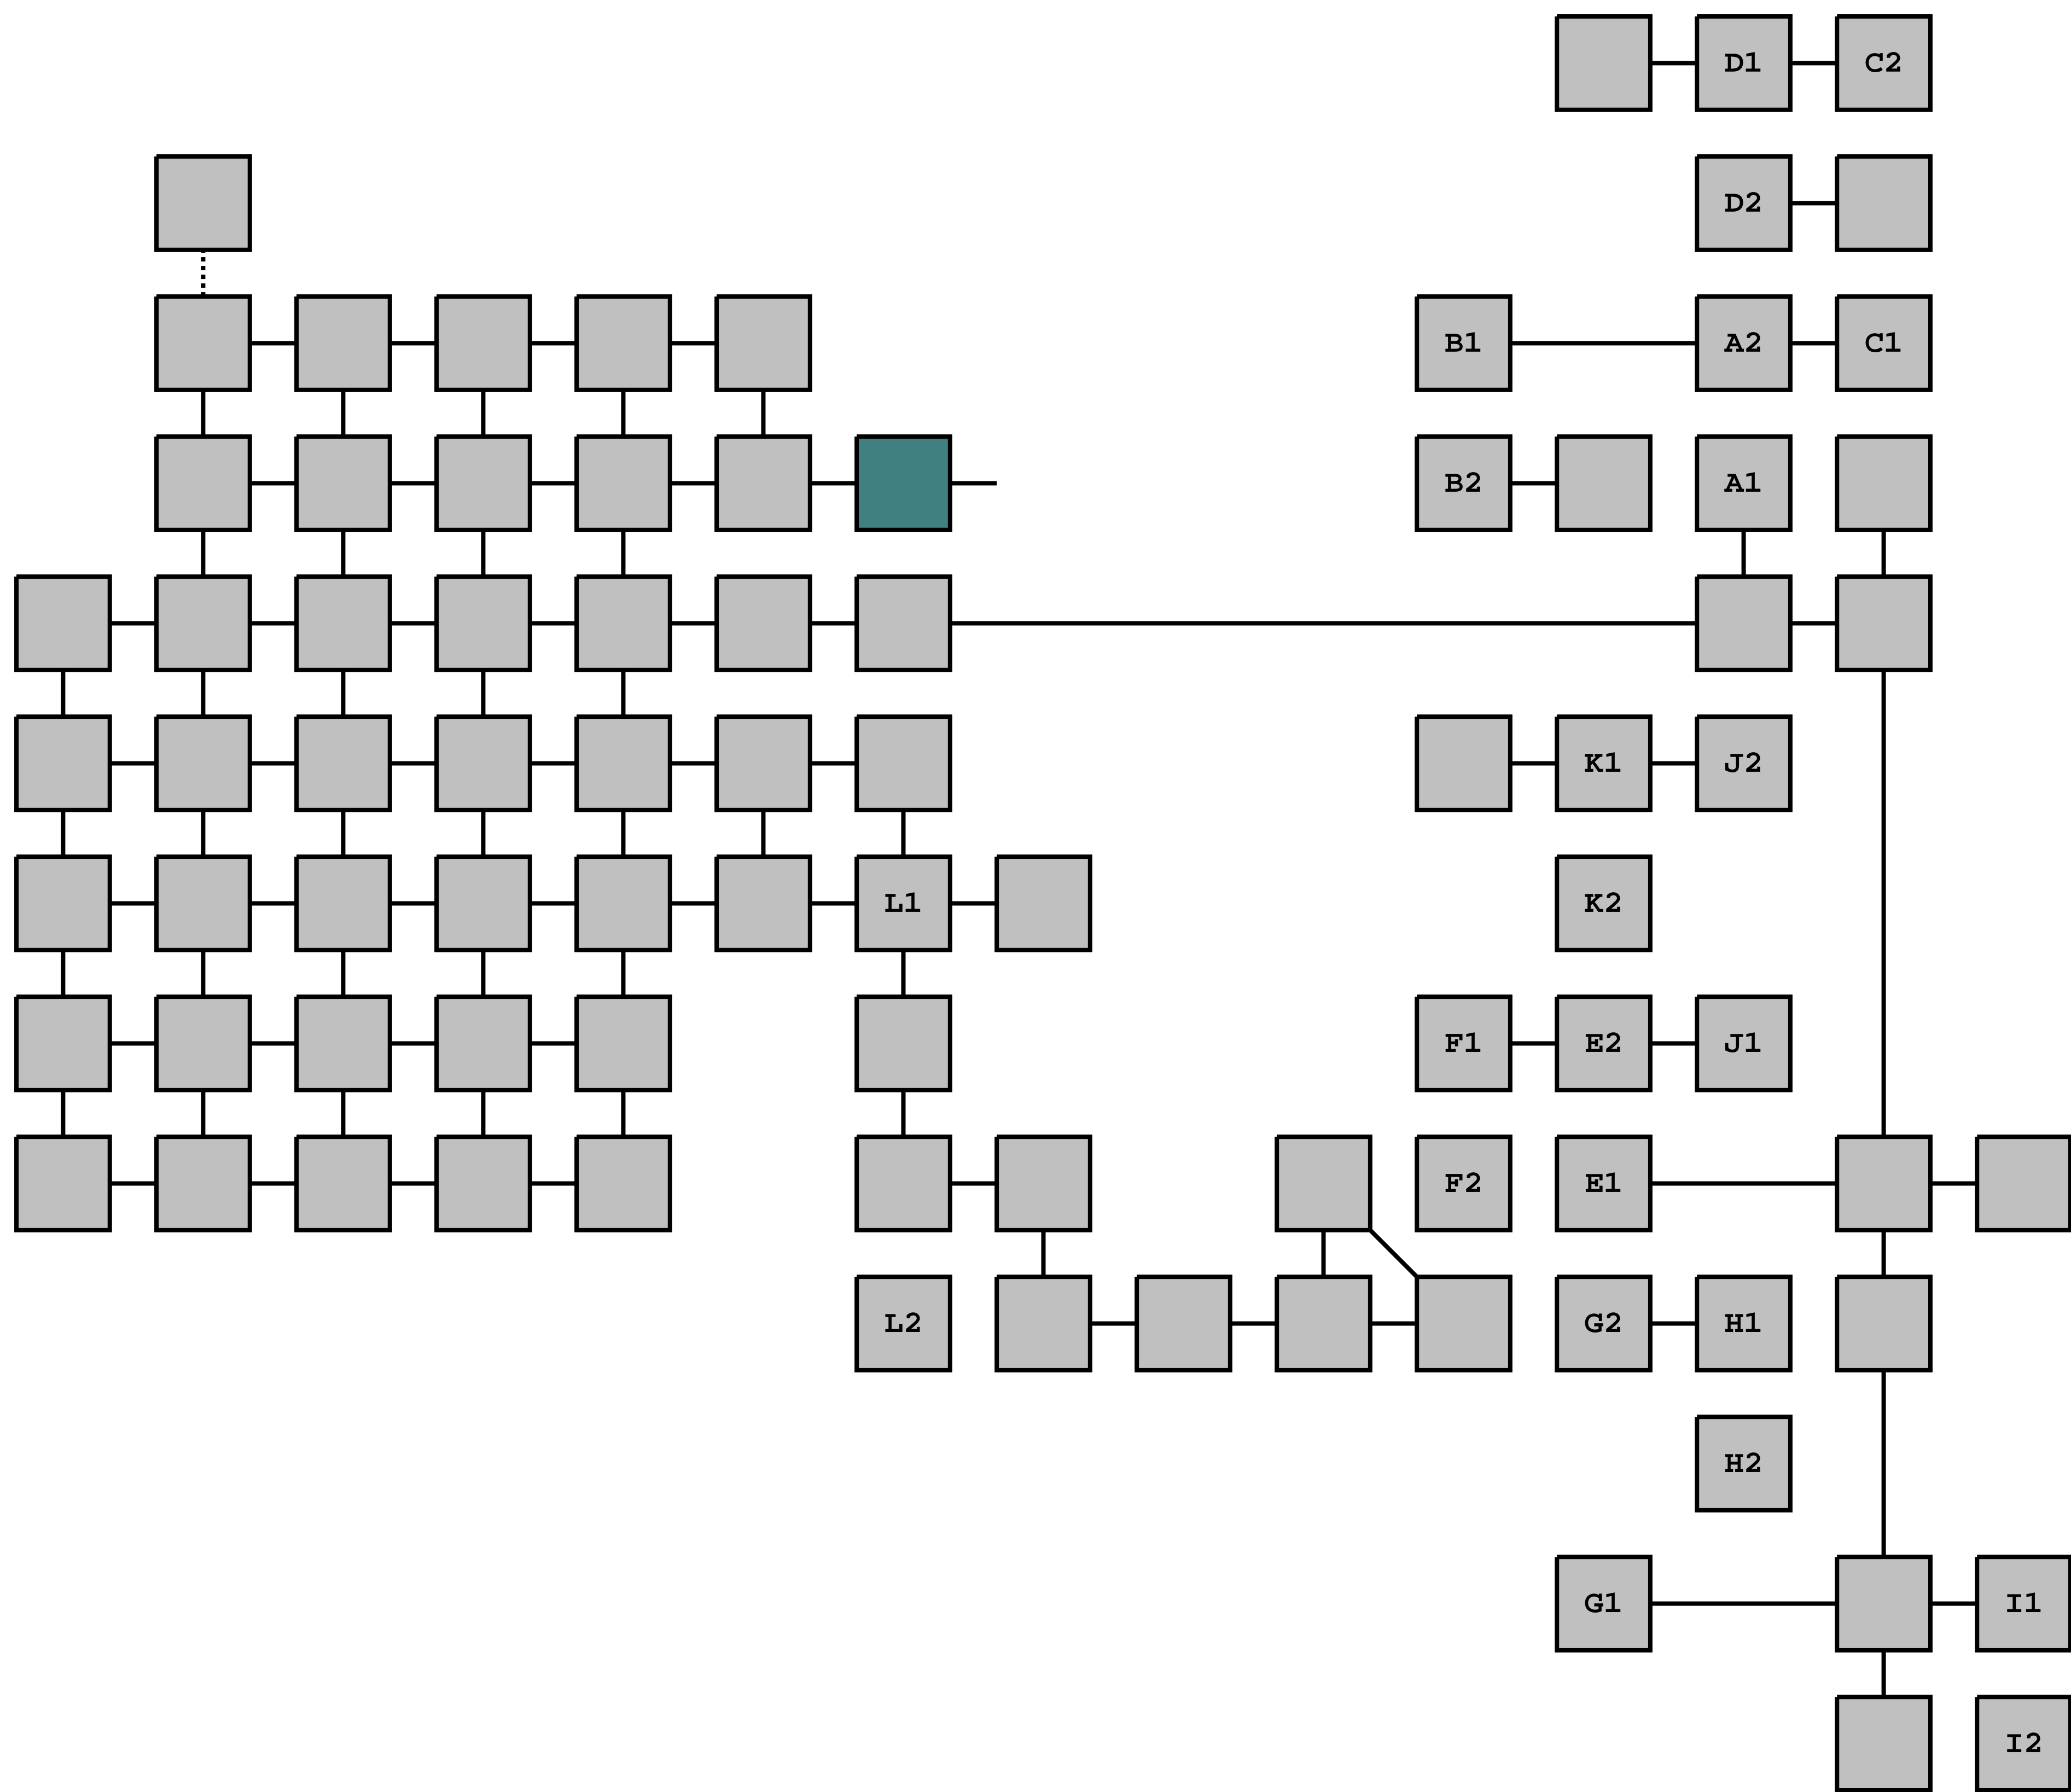 D1 C2
D2
B1 A2 C1
B2 A1
K1 J2
L1 K2
F1 E2 J1
F2 E1
L2 G2 H1
H2
G1 I1
I2